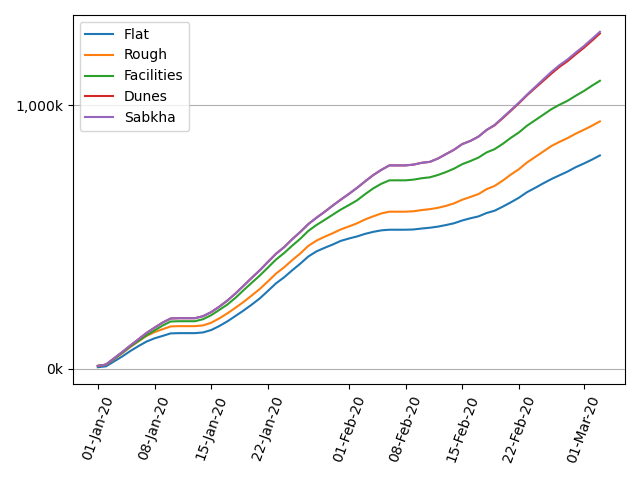 Flat
Rough
Facilities
Dunes
Sabkha
1,000k
0k
01-Jan-20
08-Jan-20
15-Jan-20
22-Jan-20
01-Feb-20
08-Feb-20
15-Feb-20
22-Feb-20
01-Mar-20